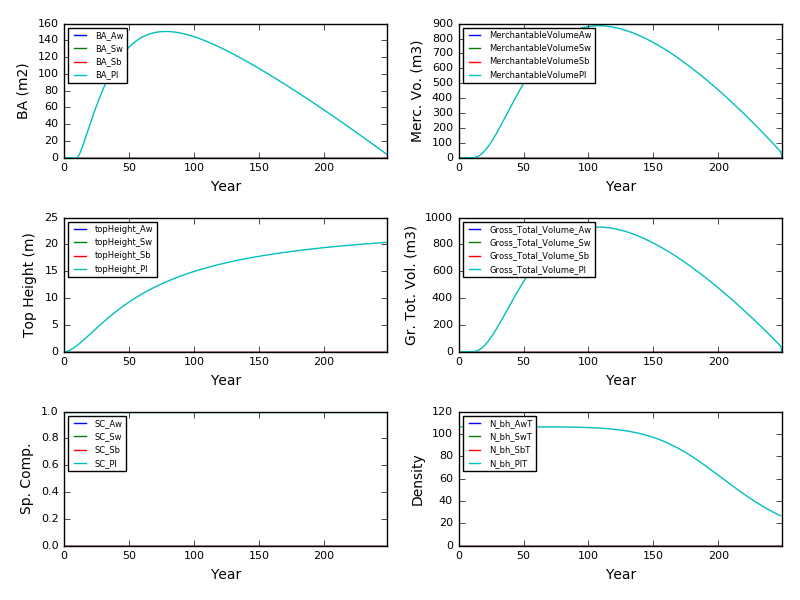 BA (m2)
160
140
120
100
80
60
40
20
0
BA_Aw
BA_Sw
BA_Sb
BA_Pl
0 50 100 150 200
Year
Merc. Vo. (m3)
900
800
700
600
500
400
300
200
100
0
MerchantableVolumeAw
MerchantableVolumeSw
MerchantableVolumeSb
MerchantableVolumePl
0 50 100 150 200
Year
Top Height (m)
25
20
15
10
5
0
topHeight_Aw
topHeight_Sw
topHeight_Sb
topHeight_Pl
0 50 100 150 200
Year
Gr. Tot. Vol. (m3)
1000
800
600
400
200
0
Gross_Total_Volume_Aw
Gross_Total_Volume_Sw
Gross_Total_Volume_Sb
Gross_Total_Volume_Pl
0 50 100 150 200
Year
Sp. Comp.
1.0
0.8
0.6
0.4
0.2
0.0
SC_Aw
SC_Sw
SC_Sb
SC_Pl
0 50 100 150 200
Year
Density
120
100
80
60
40
20
0
N_bh_AwT
N_bh_SwT
N_bh_SbT
N_bh_PlT
0 50 100 150 200
Year